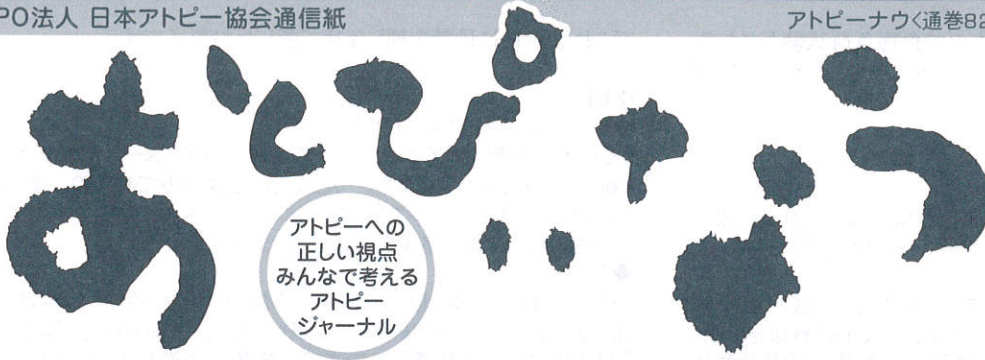 PO法人 日本アトピー協会通信紙
アトピーナウ〈通巻82
あとぴぃなう
アトピーへの
正しい視点
みんなで考える
アトピー
ジャーナル